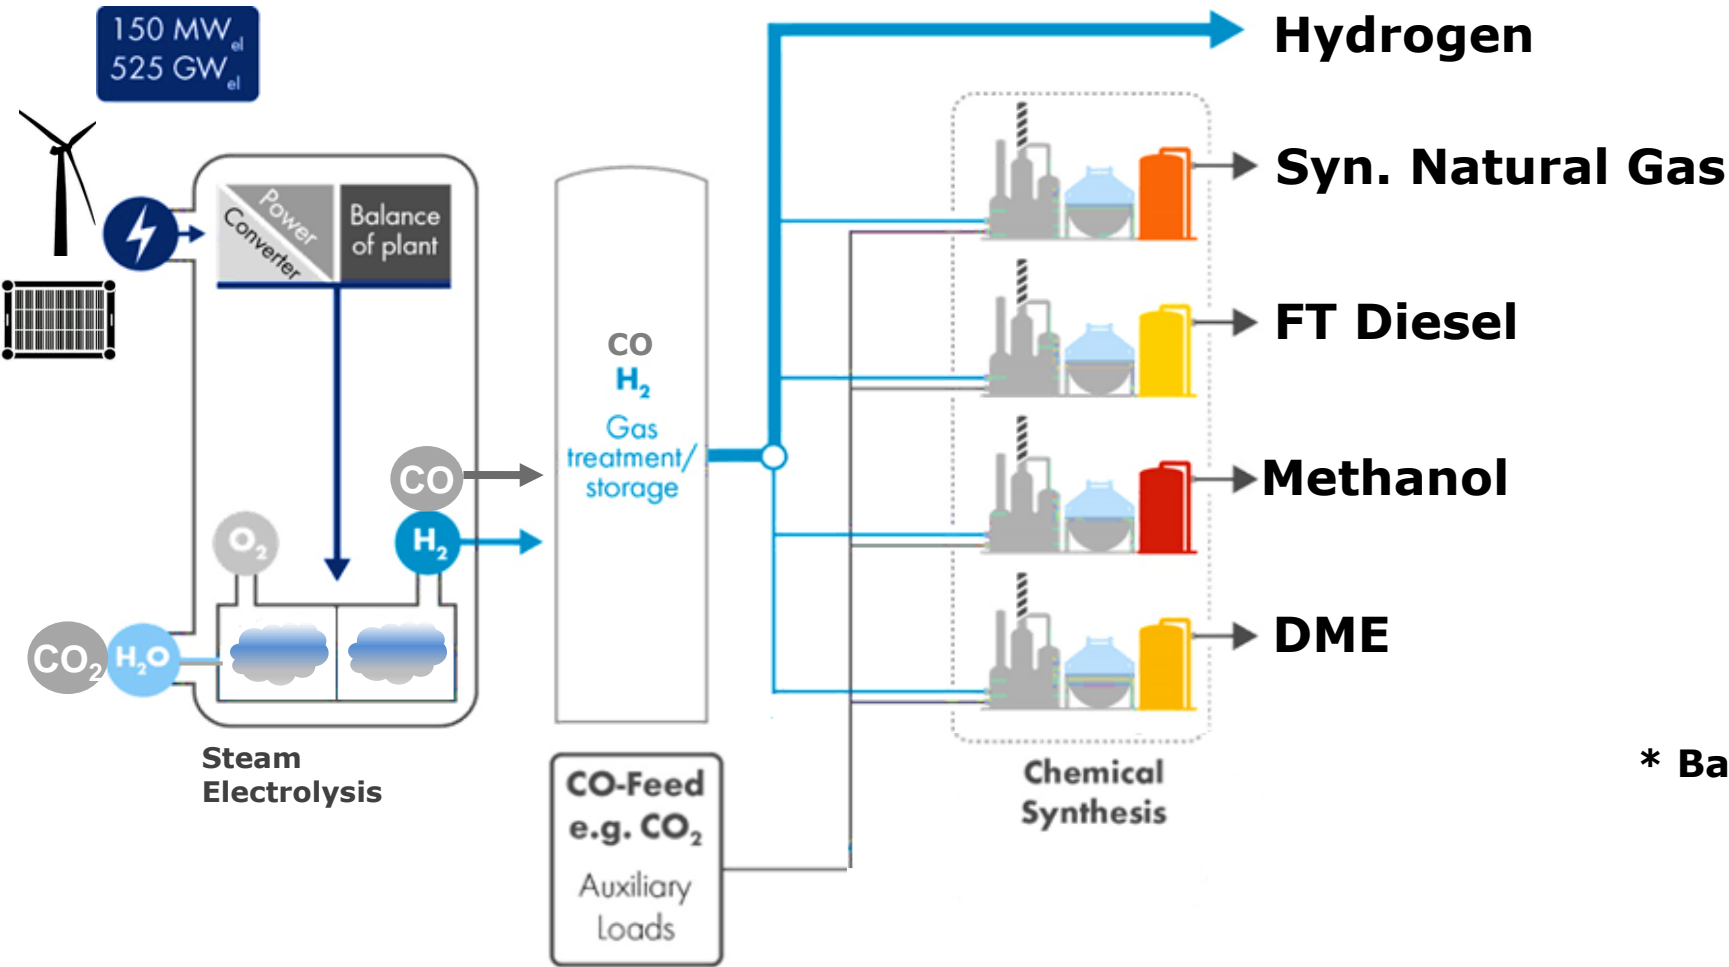 150 MWel
525 GWel
Hydrogen
Syn. Natural Gas
Power
Converter
Balance
of plant
FT Diesel
CO
H₂
Gas
treatment/
storage
CO
Methanol
O₂
H₂
CO₂
H₂O
DME
Steam
Electrolysis
CO-Feed
e.g. CO₂
Auxiliary
Loads
Chemical
Synthesis
* Ba